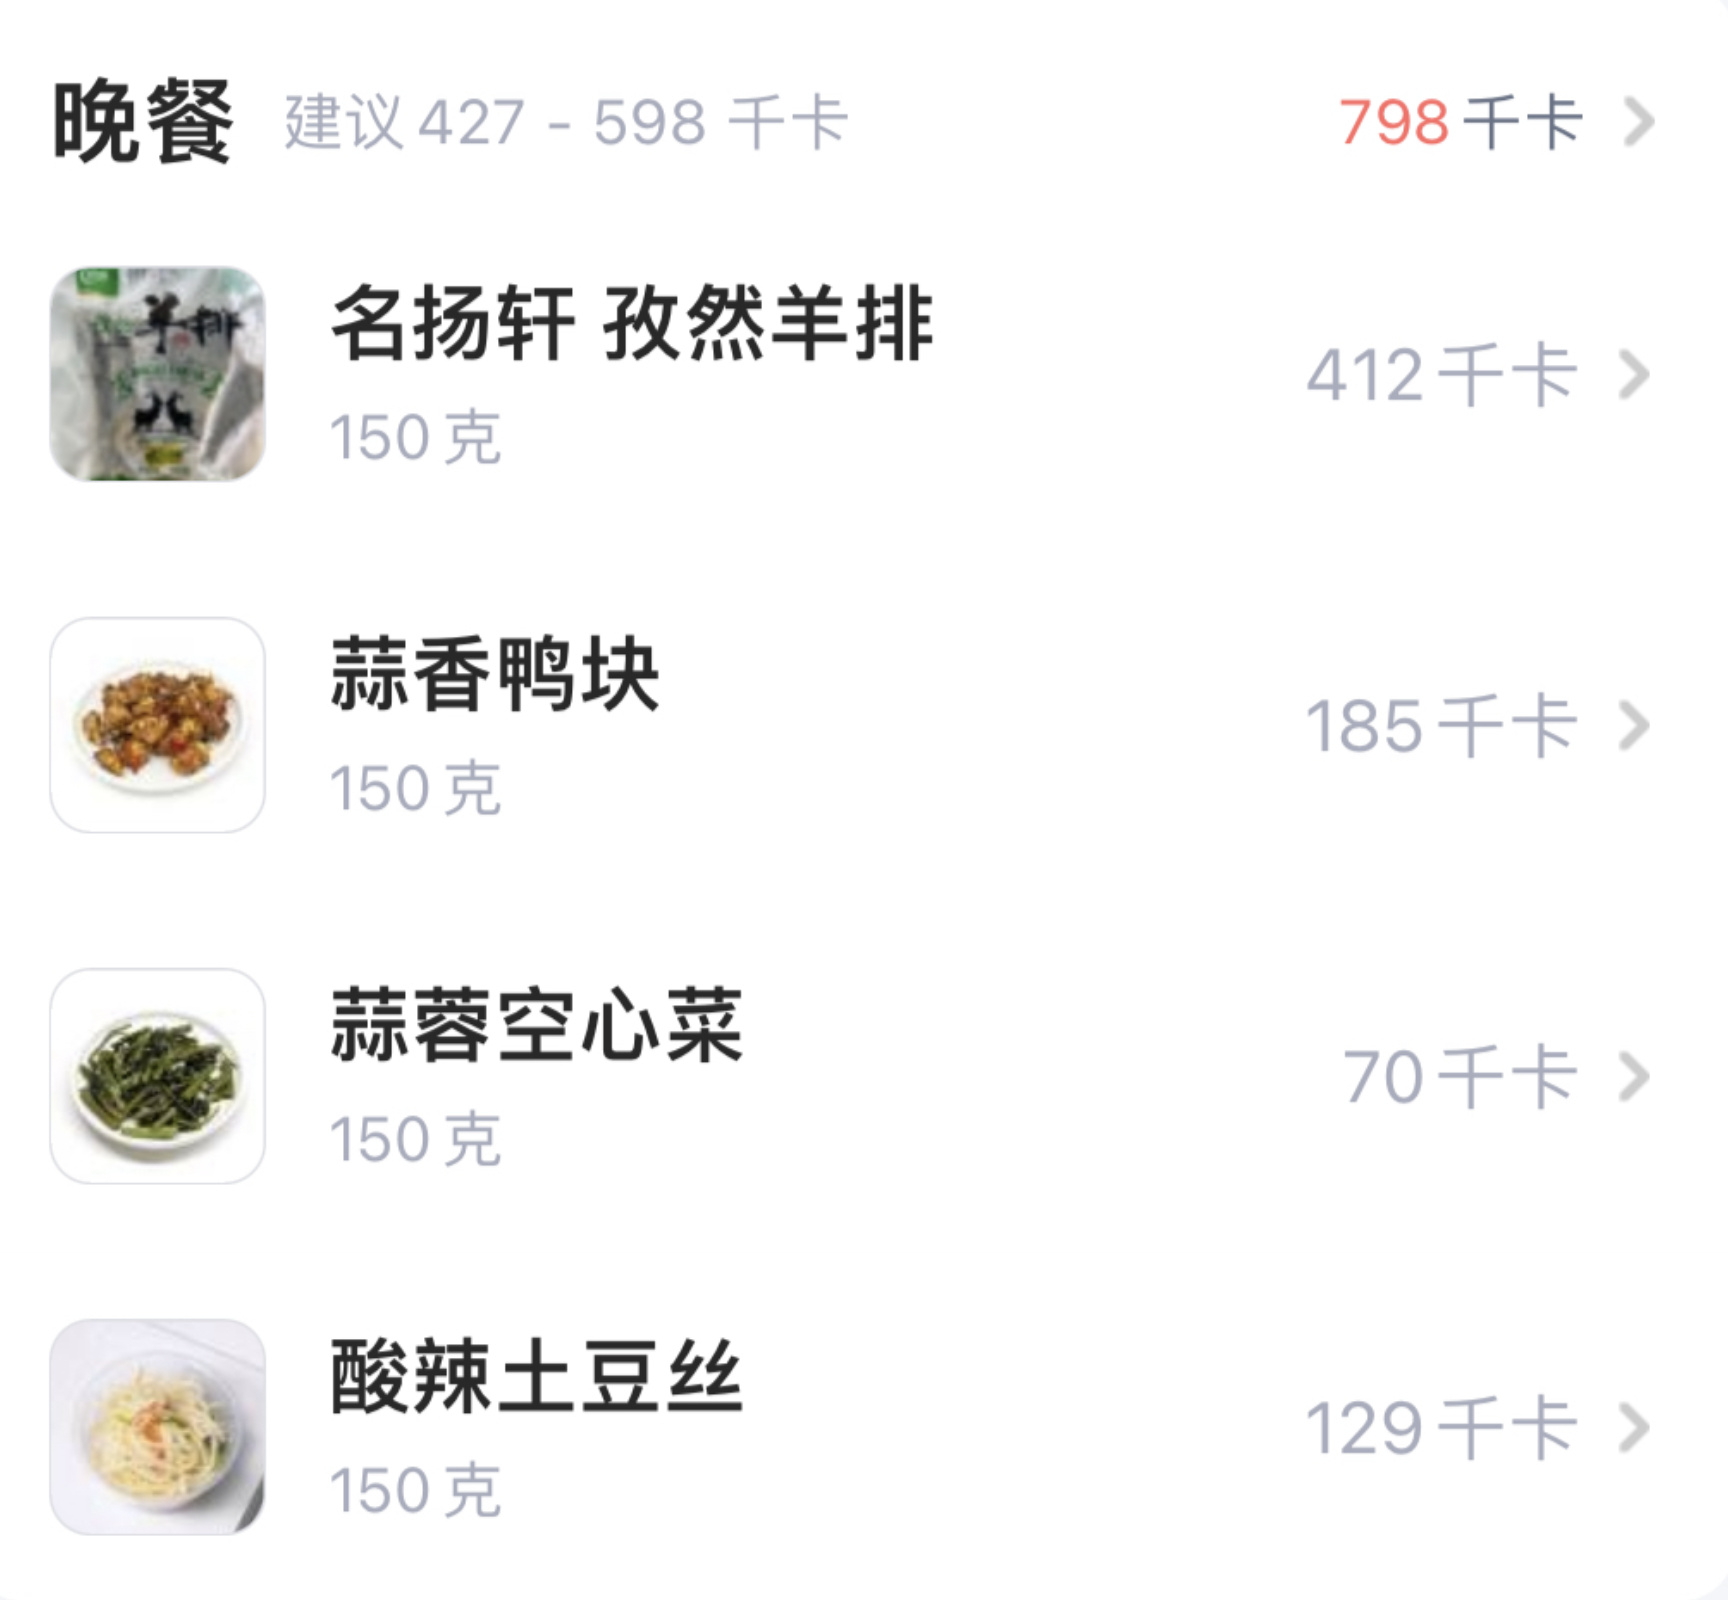 晚餐 建议 427 - 598 千卡 798 千卡
羊排
名扬轩 孜然羊排
150 克
412 千卡
蒜香鸭块
150 克
185 千卡
蒜蓉空心菜
150 克
70 千卡
酸辣土豆丝
150 克
129 千卡